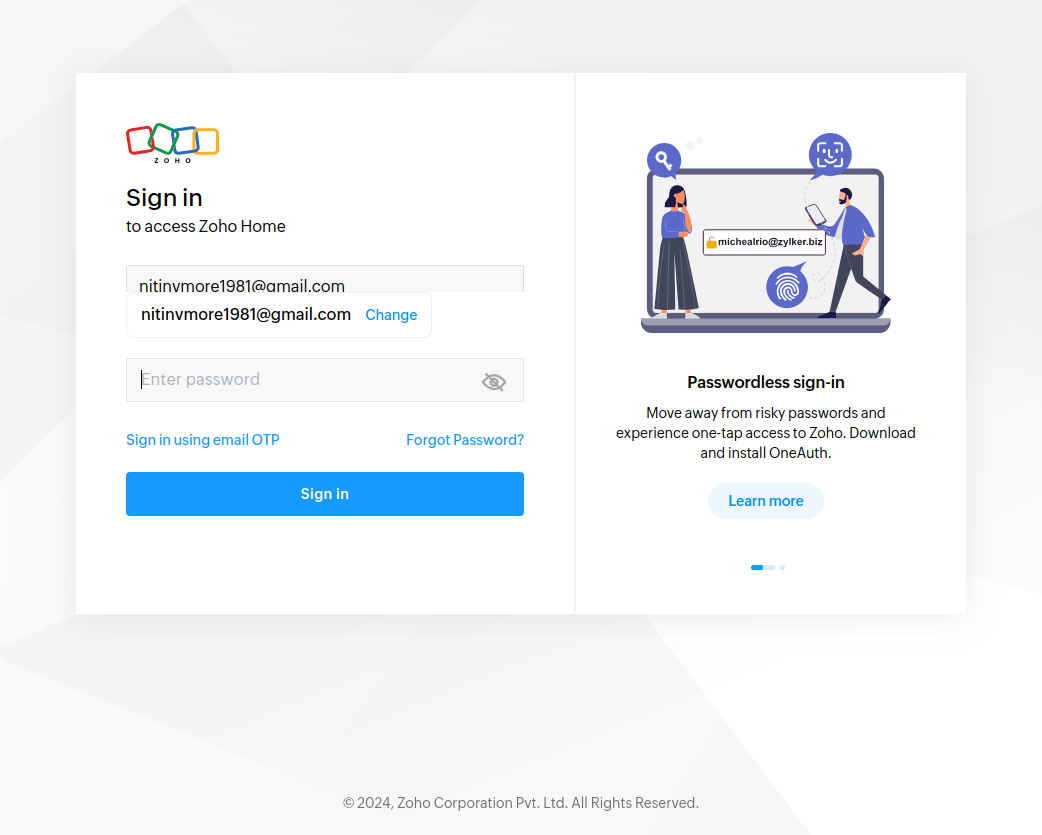 ZOHO
Sign in
to access Zoho Home
nitinvmore1981@gmail.com
nitinvmore1981@gmail.com Change
Enter password
Sign in using email OTP Forgot Password?
Sign in
michealrio@zylker.biz
Passwordless sign-in
Move away from risky passwords and
experience one-tap access to Zoho. Download
and install OneAuth.
Learn more
© 2024, Zoho Corporation Pvt. Ltd. All Rights Reserved.